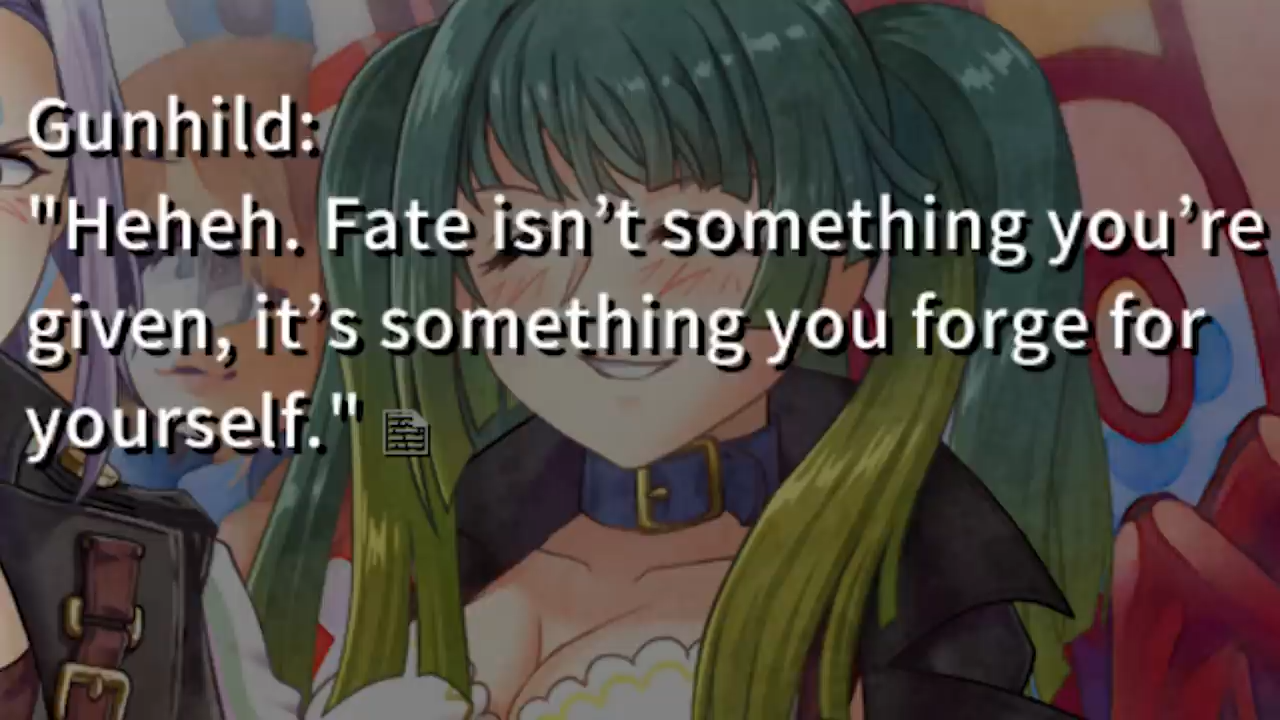 Gunhild:
"Heheh. Fate isn’t something you’re
given, it’s something you forge for
yourself."